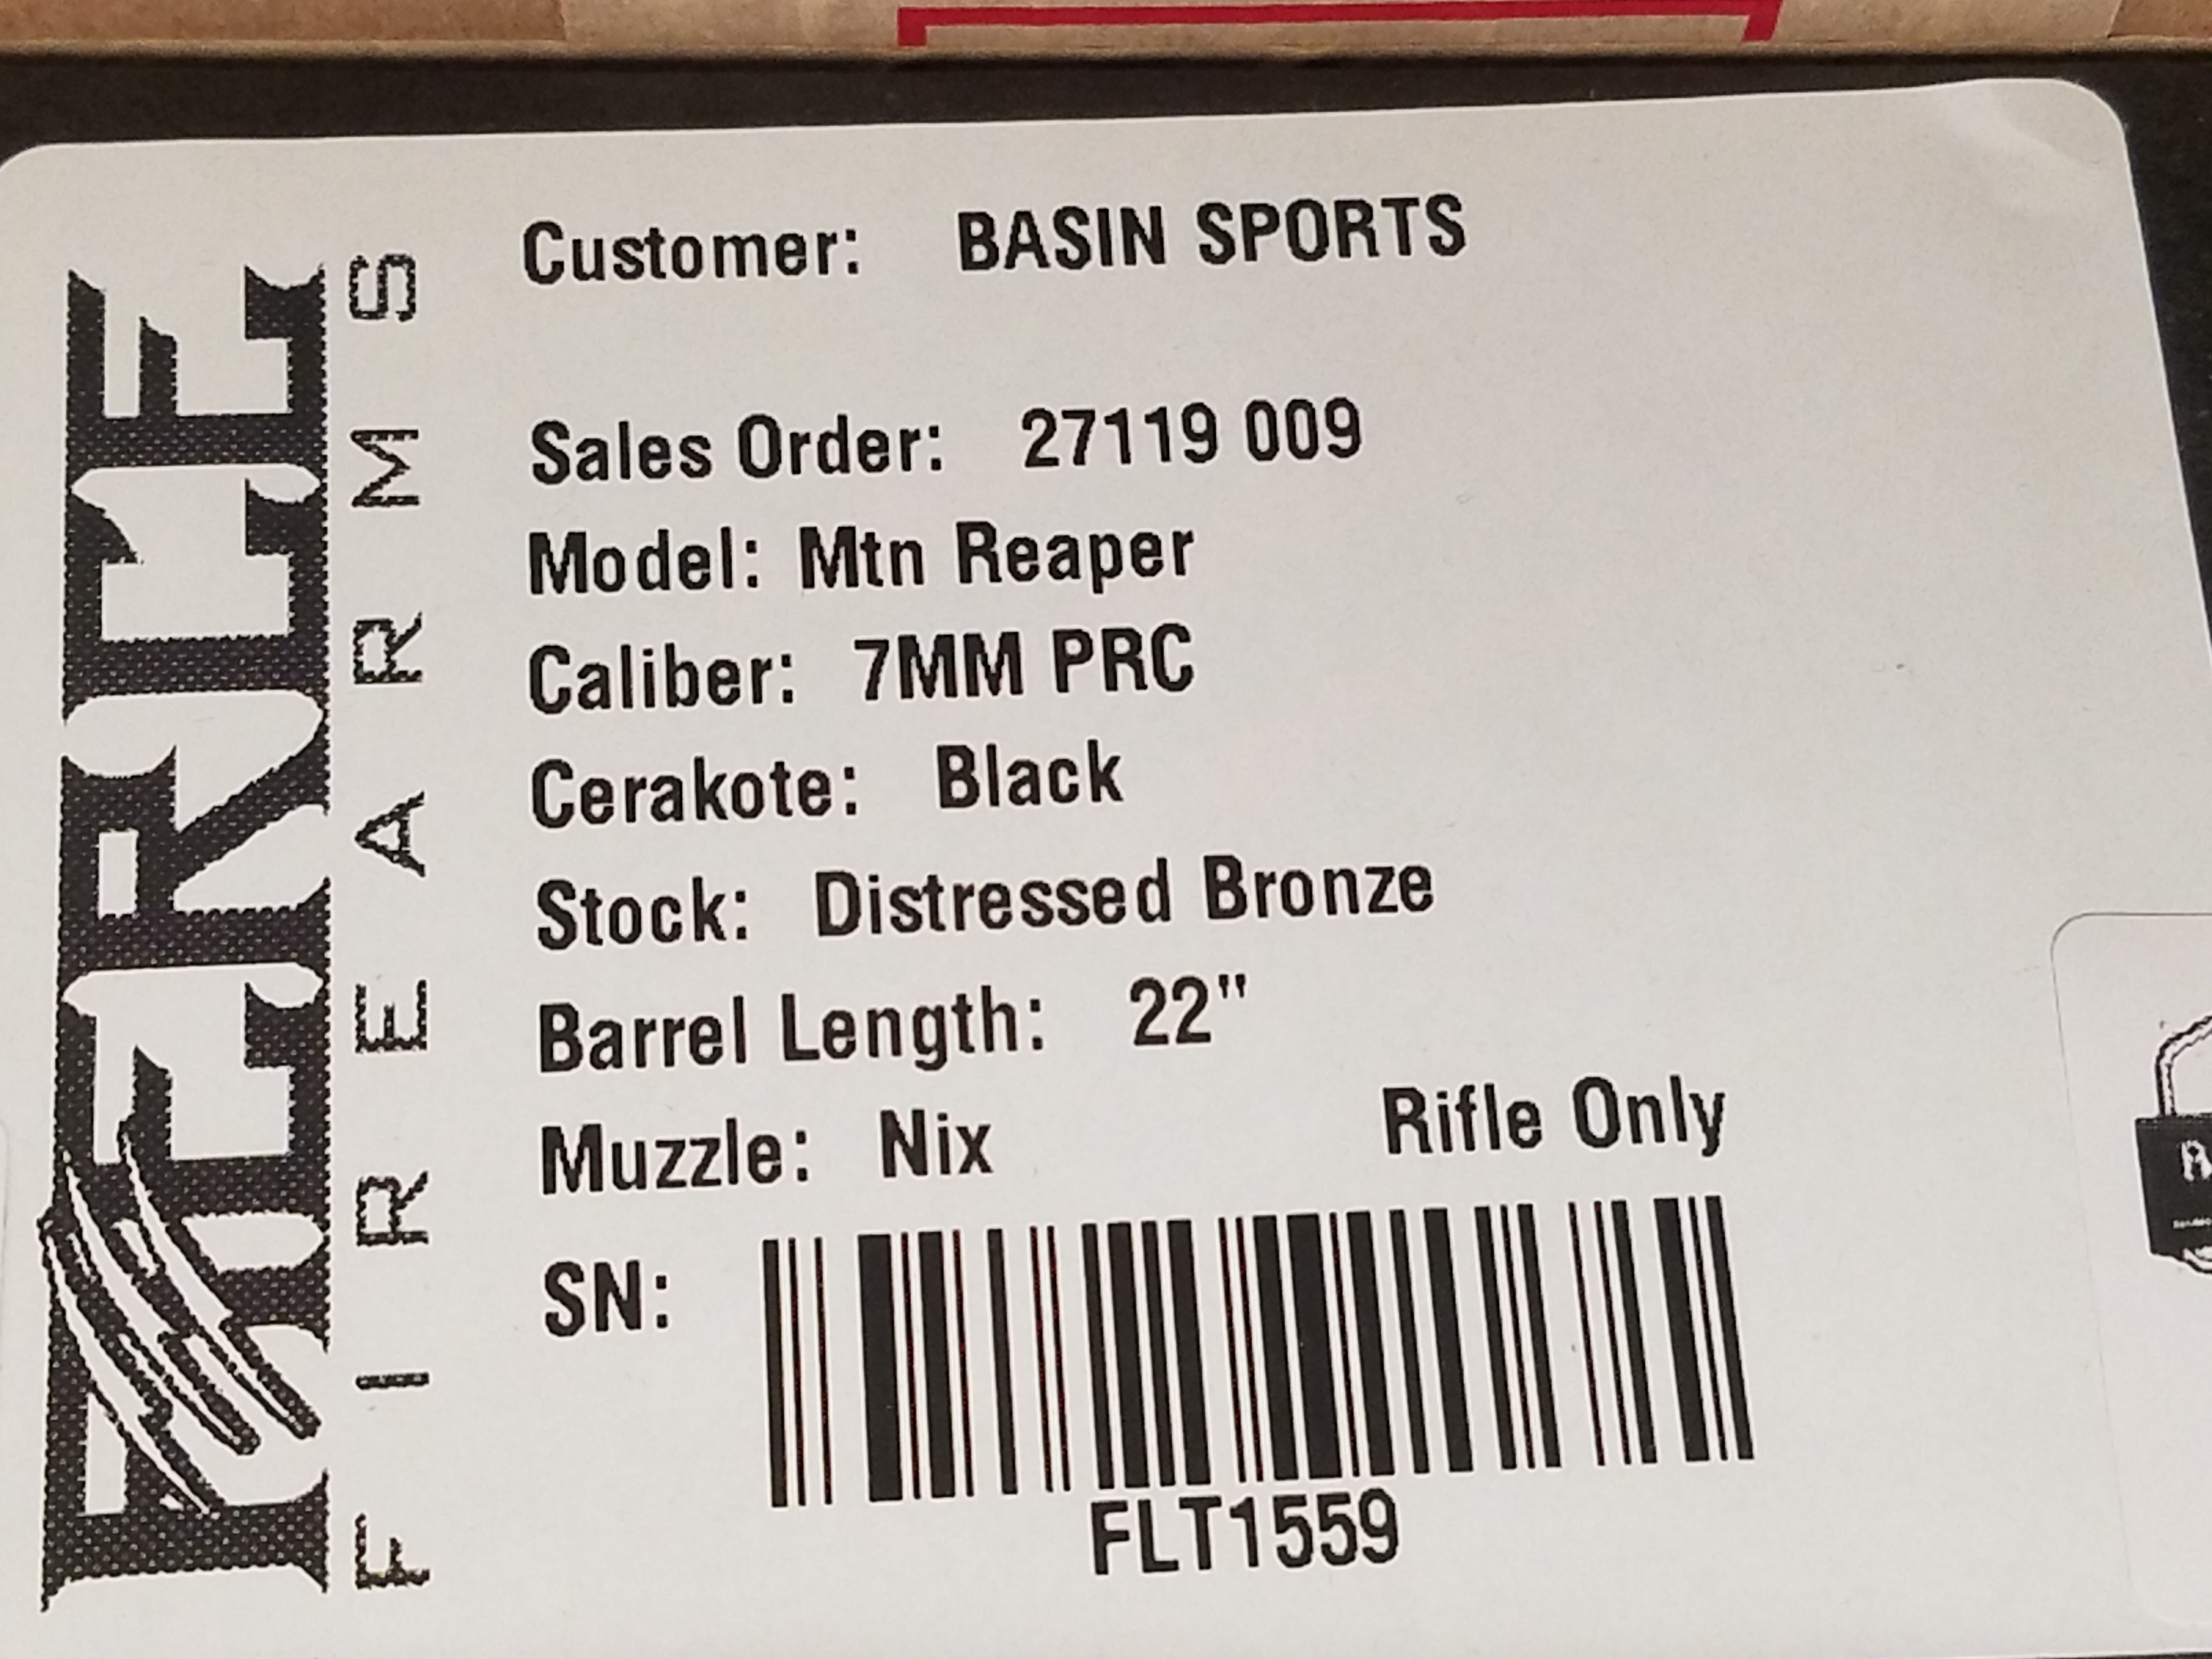 FIERCE
FIREARMS
Customer: BASIN SPORTS
Sales Order: 27119 009
Model: Mtn Reaper
Caliber: 7MM PRC
Cerakote: Black
Stock: Distressed Bronze
Barrel Length: 22"
Muzzle: Nix
Rifle Only
SN:
FLT1559